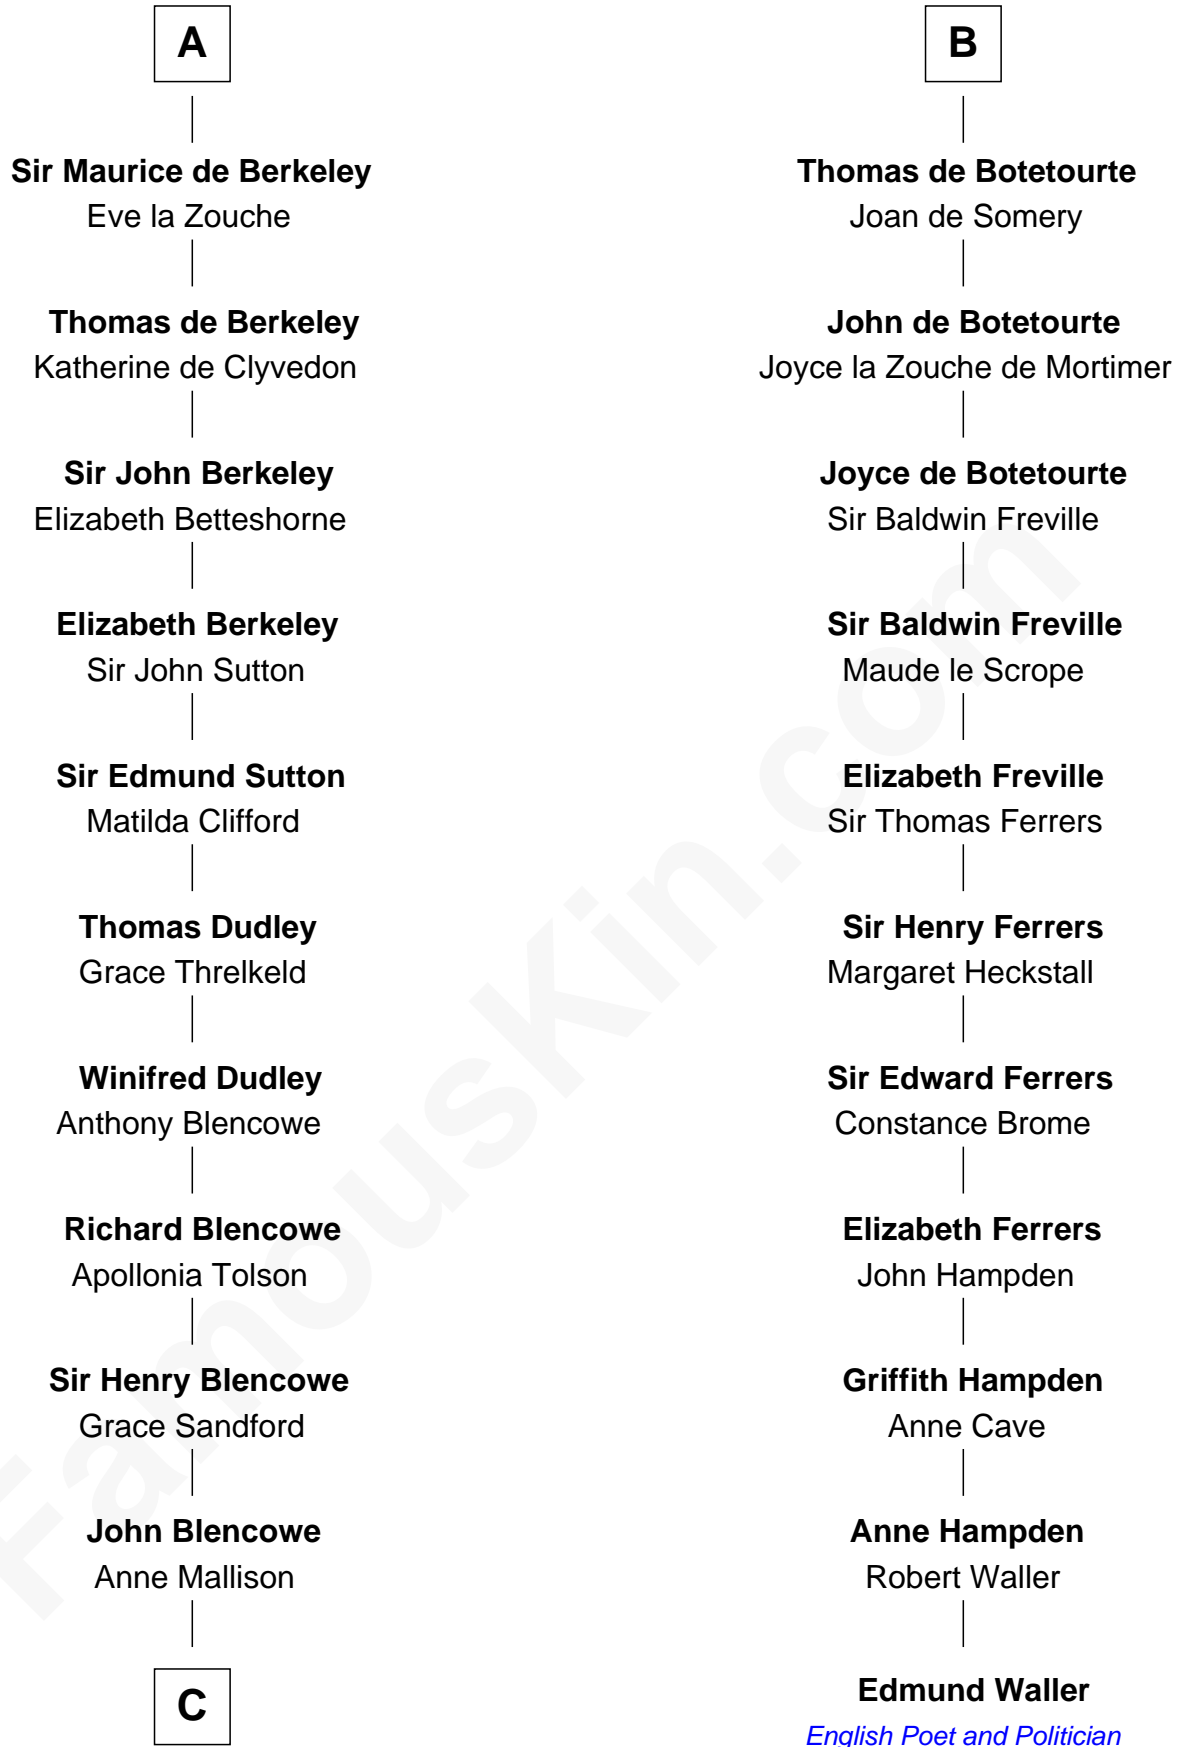 A
Sir Maurice de Berkeley
Eve la Zouche
Thomas de Berkeley
Katherine de Clyvedon
Sir John Berkeley
Elizabeth Betteshorne
Elizabeth Berkeley
Sir John Sutton
Sir Edmund Sutton
Matilda Clifford
Thomas Dudley
Grace Threlkeld
Winifred Dudley
Anthony Blencowe
Richard Blencowe
Apollonia Tolson
Sir Henry Blencowe
Grace Sandford
John Blencowe
Anne Mallison
C
B
Thomas de Botetourte
Joan de Somery
John de Botetourte
Joyce la Zouche de Mortimer
Joyce de Botetourte
Sir Baldwin Freville
Sir Baldwin Freville
Maude le Scrope
Elizabeth Freville
Sir Thomas Ferrers
Sir Henry Ferrers
Margaret Heckstall
Sir Edward Ferrers
Constance Brome
Elizabeth Ferrers
John Hampden
Griffith Hampden
Anne Cave
Anne Hampden
Robert Waller
Edmund Waller
English Poet and Politician
FamousKin.com